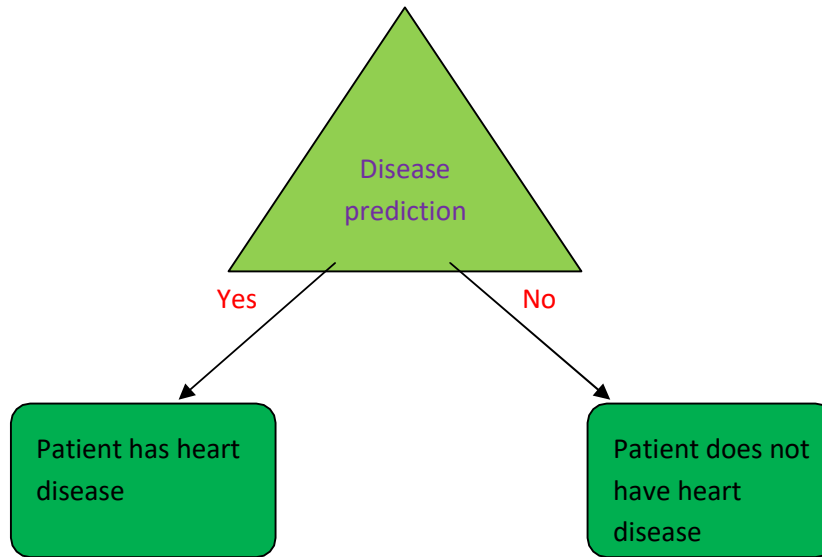 Disease
prediction
Yes
No
Patient has heart
disease
Patient does not
have heart
disease